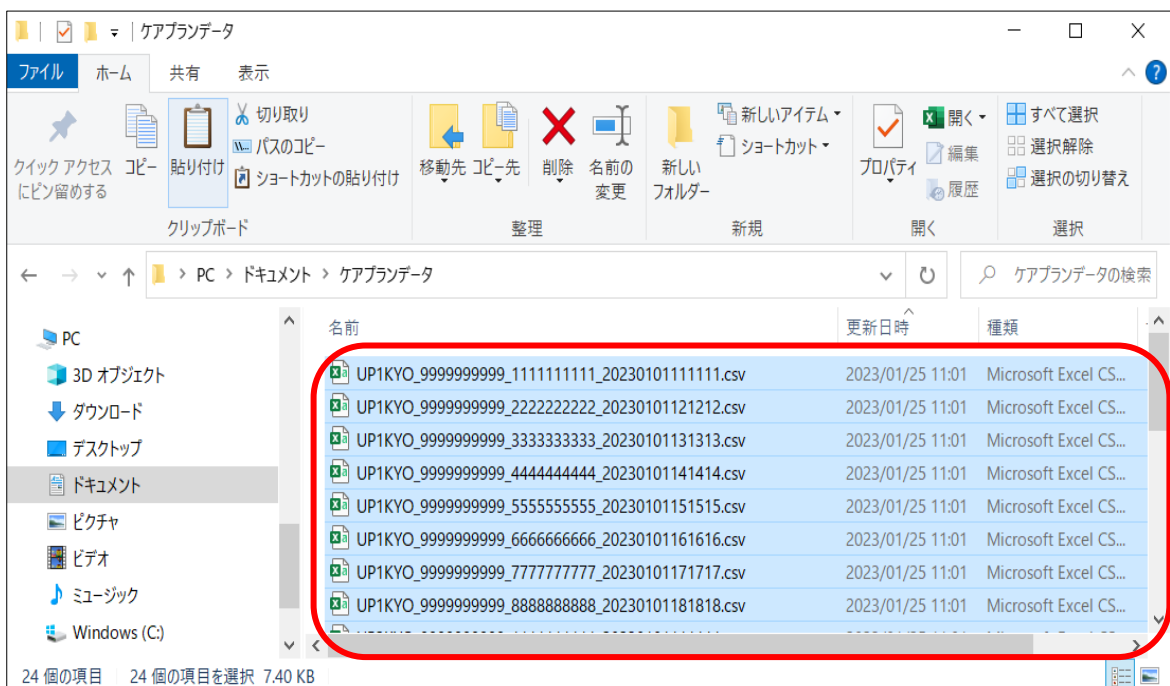 ケアプランデータ
ファイル ホーム 共有 表示
クイック アクセス
にピン留めする
コピー
貼り付け
切り取り
パスのコピー
ショートカットの貼り付け
クリップボード
移動先
コピー先
削除
名前の
変更
整理
新しい
フォルダー
新しいアイテム
ショートカット
新規
プロパティ
開く
編集
履歴
開く
すべて選択
選択解除
選択の切り替え
選択
PC > ドキュメント > ケアプランデータ
ケアプランデータの検索
PC
3D オブジェクト
ダウンロード
デスクトップ
ドキュメント
ピクチャ
ビデオ
ミュージック
Windows (C:)
名前 更新日時 種類
UP1KYO_9999999999_1111111111_20230101111111.csv 2023/01/25 11:01 Microsoft Excel CS...
UP1KYO_9999999999_2222222222_20230101121212.csv 2023/01/25 11:01 Microsoft Excel CS...
UP1KYO_9999999999_3333333333_20230101131313.csv 2023/01/25 11:01 Microsoft Excel CS...
UP1KYO_9999999999_4444444444_20230101141414.csv 2023/01/25 11:01 Microsoft Excel CS...
UP1KYO_9999999999_5555555555_20230101151515.csv 2023/01/25 11:01 Microsoft Excel CS...
UP1KYO_9999999999_6666666666_20230101161616.csv 2023/01/25 11:01 Microsoft Excel CS...
UP1KYO_9999999999_7777777777_20230101171717.csv 2023/01/25 11:01 Microsoft Excel CS...
UP1KYO_9999999999_8888888888_20230101181818.csv 2023/01/25 11:01 Microsoft Excel CS...
24 個の項目 24 個の項目を選択 7.40 KB